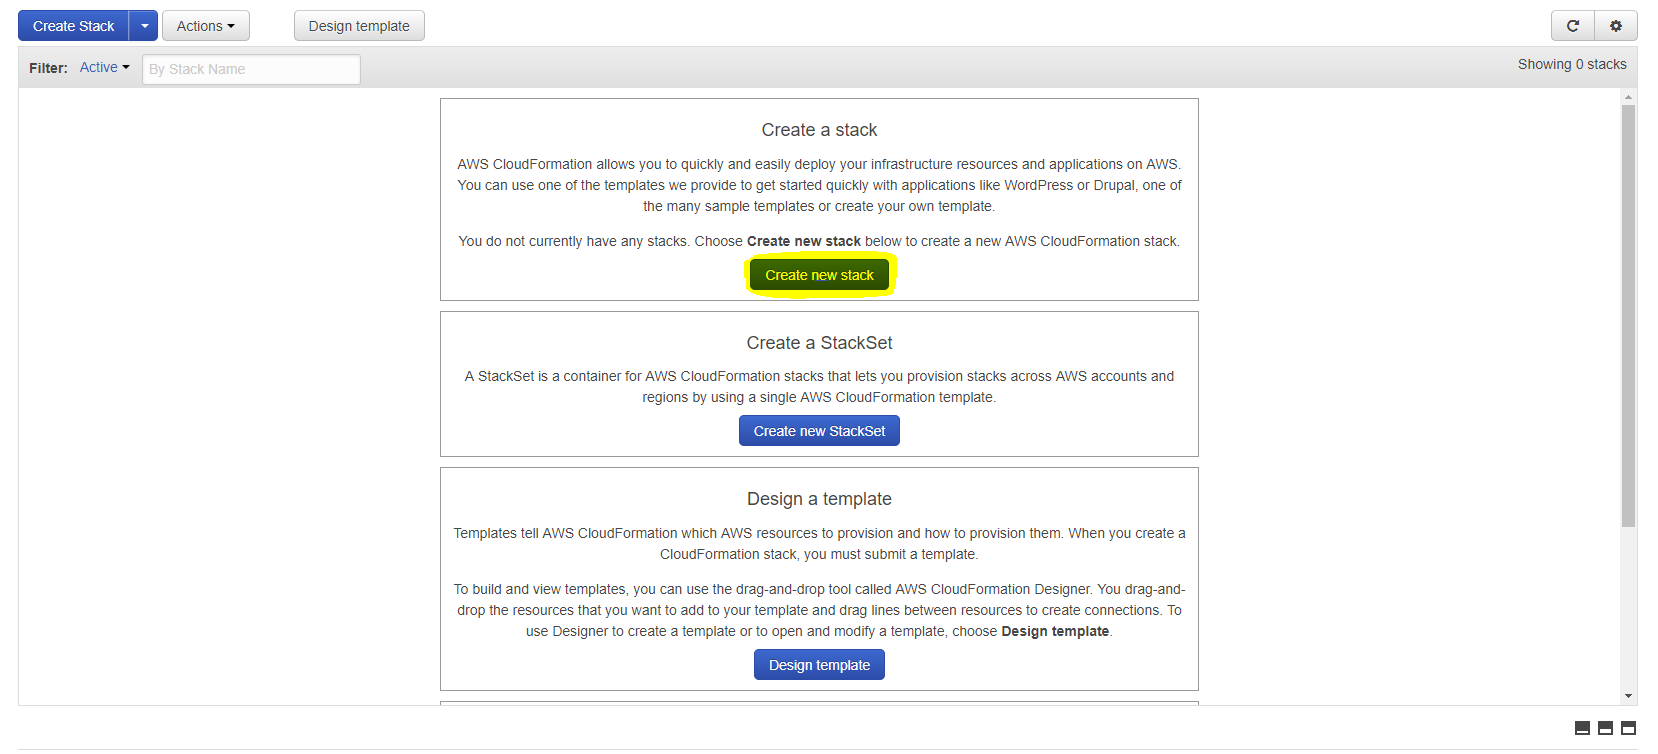 Create Stack
Actions
Design template
Filter:
Active
By Stack Name
Showing 0 stacks
Create a stack
AWS CloudFormation allows you to quickly and easily deploy your infrastructure resources and applications on AWS.
You can use one of the templates we provide to get started quickly with applications like WordPress or Drupal, one of
the many sample templates or create your own template.
You do not currently have any stacks. Choose Create new stack below to create a new AWS CloudFormation stack.
Create new stack
Create a StackSet
A StackSet is a container for AWS CloudFormation stacks that lets you provision stacks across AWS accounts and
regions by using a single AWS CloudFormation template.
Create new StackSet
Design a template
Templates tell AWS CloudFormation which AWS resources to provision and how to provision them. When you create a
CloudFormation stack, you must submit a template.
To build and view templates, you can use the drag-and-drop tool called AWS CloudFormation Designer. You drag-and-
drop the resources that you want to add to your template and drag lines between resources to create connections. To
use Designer to create a template or to open and modify a template, choose Design template.
Design template